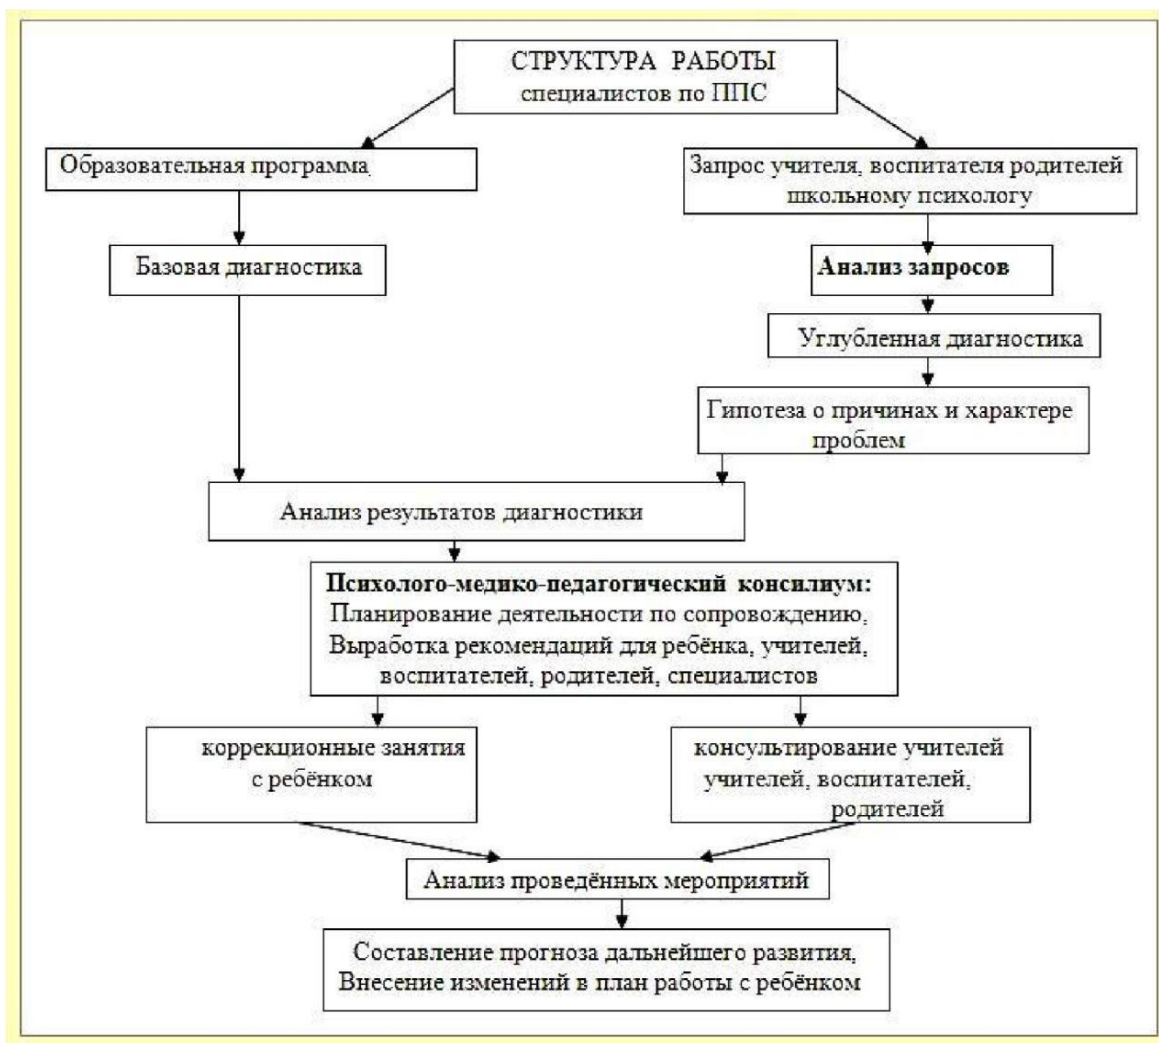 СТРУКТУРА РАБОТЫ
специалистов по ППС
Образовательная программа.
Запрос учителя, воспитателя родителей
школьному психологу
Базовая диагностика
Анализ запросов
Углубленная диагностика
Гипотеза о причинах и характере
проблем
Анализ результатов диагностики
Психолого-медико-педагогический консилиум:
Планирование деятельности по сопровождению,
Выработка рекомендаций для ребёнка, учителей,
воспитателей, родителей, специалистов
коррекционные занятия
с ребёнком
консультирование учителей
учителей, воспитателей,
родителей
Анализ проведённых мероприятий
Составление прогноза дальнейшего развития,
Внесение изменений в план работы с ребёнком